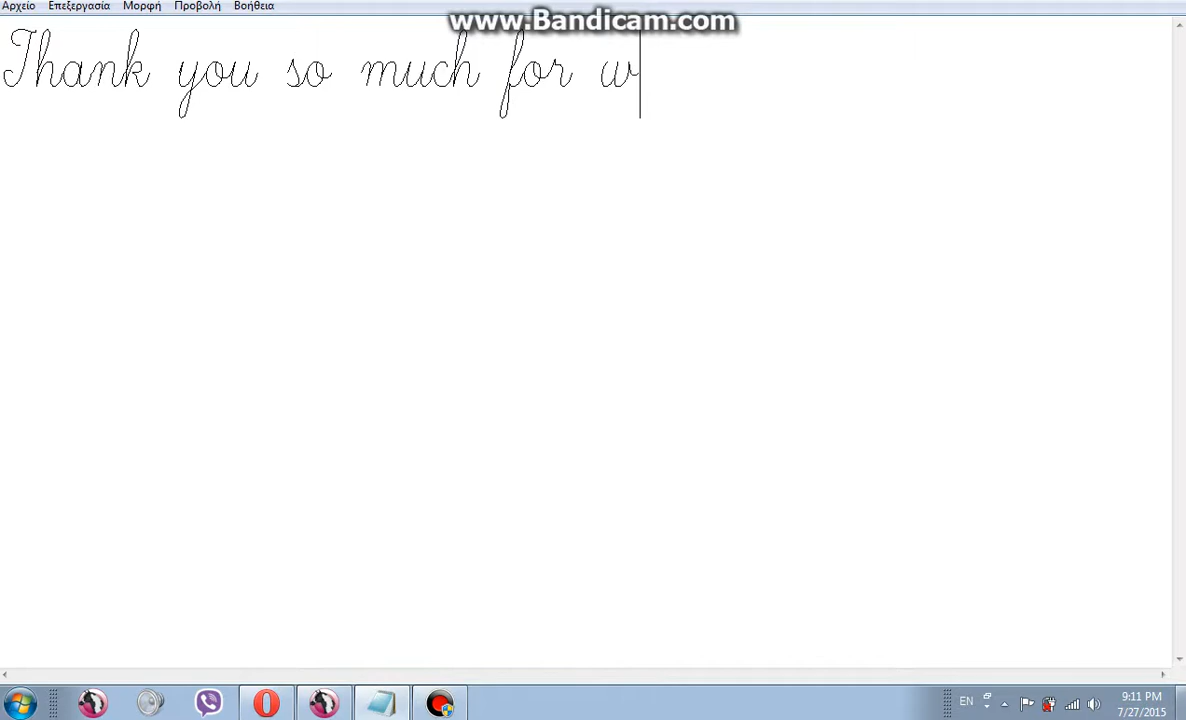 www.Bandicam.com
Αρχείο Επεξεργασία Μορφή Προβολή Βοήθεια
Thank you so much for w
EN
9:11 PM
7/27/2015